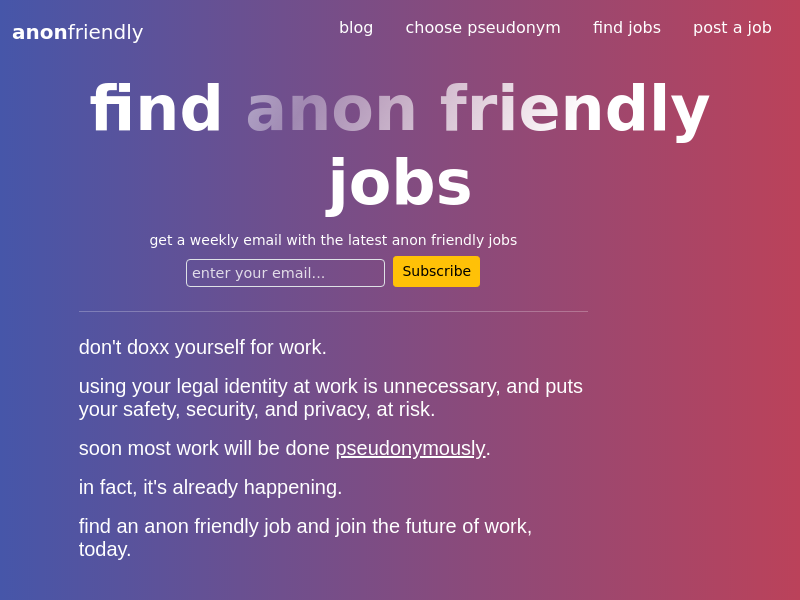 anonfriendly
blog
choose pseudonym
find jobs
post a job
find anon friendly
jobs
get a weekly email with the latest anon friendly jobs
enter your email...
Subscribe
don't doxx yourself for work.
using your legal identity at work is unnecessary, and puts
your safety, security, and privacy, at risk.
soon most work will be done pseudonymously.
in fact, it's already happening.
find an anon friendly job and join the future of work,
today.